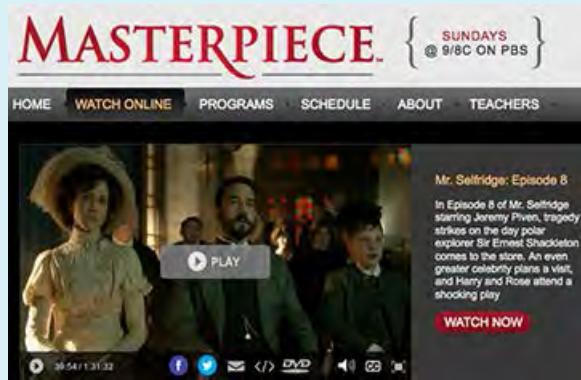 MASTERPIECE.
SUNDAYS
@ 9/8C ON PBS
HOME WATCH ONLINE PROGRAMS SCHEDULE ABOUT TEACHERS
PLAY
39:54 / 1:31:32
</> DVD CC
Mr. Selfridge: Episode 8
In Episode 8 of Mr. Selfridge
starring Jeremy Piven, tragedy
strikes on the day polar
explorer Sir Ernest Shackleton
comes to the store. An even
greater celebrity plans a visit,
and Harry and Rose attend a
shocking play
WATCH NOW